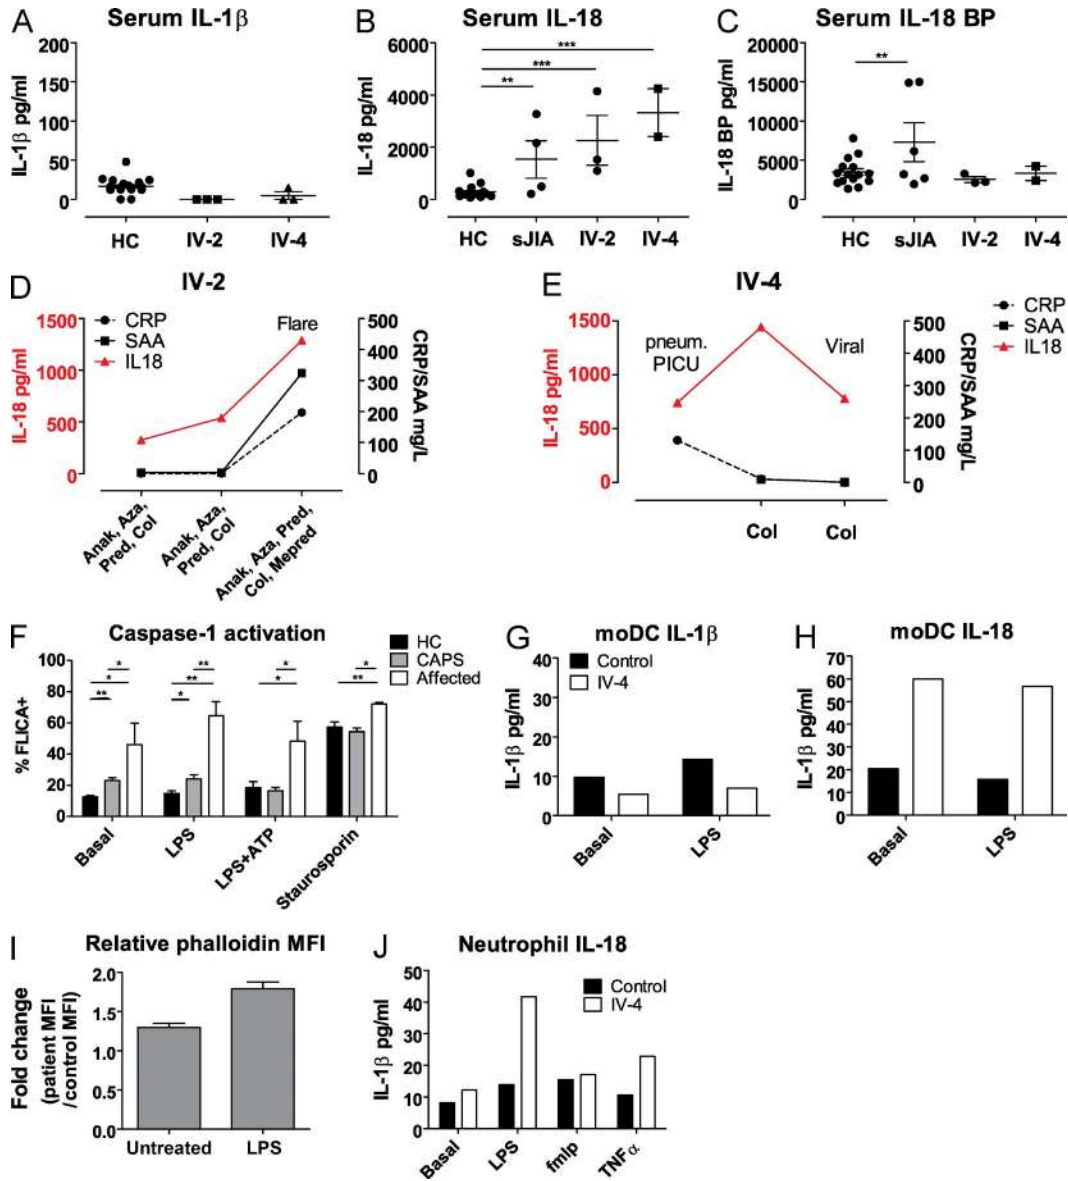 A Serum IL-1β
IL-1β pg/ml
200
150
100
50
0
HC IV-2 IV-4
B Serum IL-18
*** 
***
**
IL-18 pg/ml
6000
4000
2000
0
HC sJIA IV-2 IV-4
C Serum IL-18 BP
**
IL-18 BP pg/ml
20000
15000
10000
5000
0
HC sJIA IV-2 IV-4
D IV-2
CRP
SAA
IL18
Flare
IL-18 pg/ml
1500
1000
500
0
CRP/SAA mg/L
500
400
300
200
100
0
Anak, Aza,
Pred, Col
Anak, Aza,
Pred, Col
Anak, Aza, Pred,
Col, Mepred
E IV-4
CRP
SAA
IL18
pneum.
PICU
Viral
IL-18 pg/ml
1500
1000
500
0
CRP/SAA mg/L
500
400
300
200
100
0
Col Col
F Caspase-1 activation
HC
CAPS
Affected
% FLICA+
100
80
60
40
20
0
* ** * *
* ** * **
** *
Basal LPS LPS+ATP Staurosporin
G moDC IL-1β
Control
IV-4
IL-1β pg/ml
40
30
20
10
0
Basal LPS
H moDC IL-18
IL-1β pg/ml
70
60
50
40
30
20
10
0
Basal LPS
I Relative phalloidin MFI
Fold change
(patient MFI
/control MFI)
2.0
1.5
1.0
0.5
0.0
Untreated LPS
J Neutrophil IL-18
Control
IV-4
IL-1β pg/ml
50
40
30
20
10
0
Basal LPS fmlp TNFα